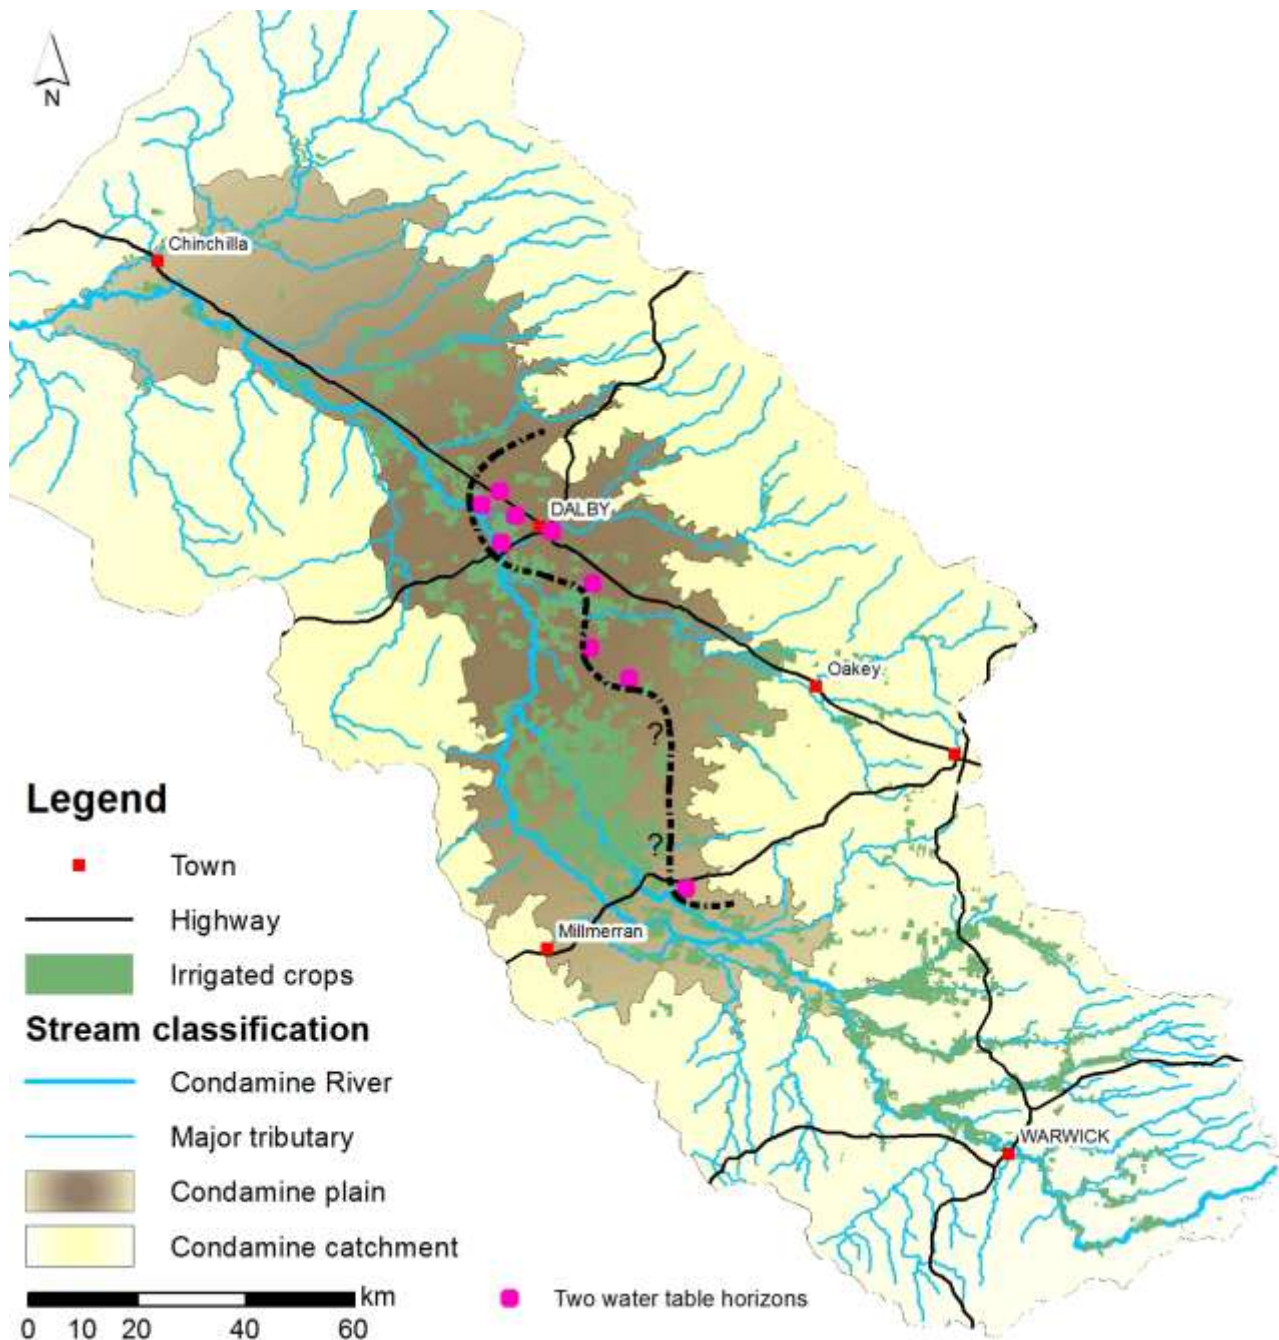 N
Chinchilla
DALBY
Oakey
?
?
Millmerran
WARWICK
Legend
Town
Highway
Irrigated crops
Stream classification
Condamine River
Major tributary
Condamine plain
Condamine catchment
km
0 10 20 40 60
Two water table horizons